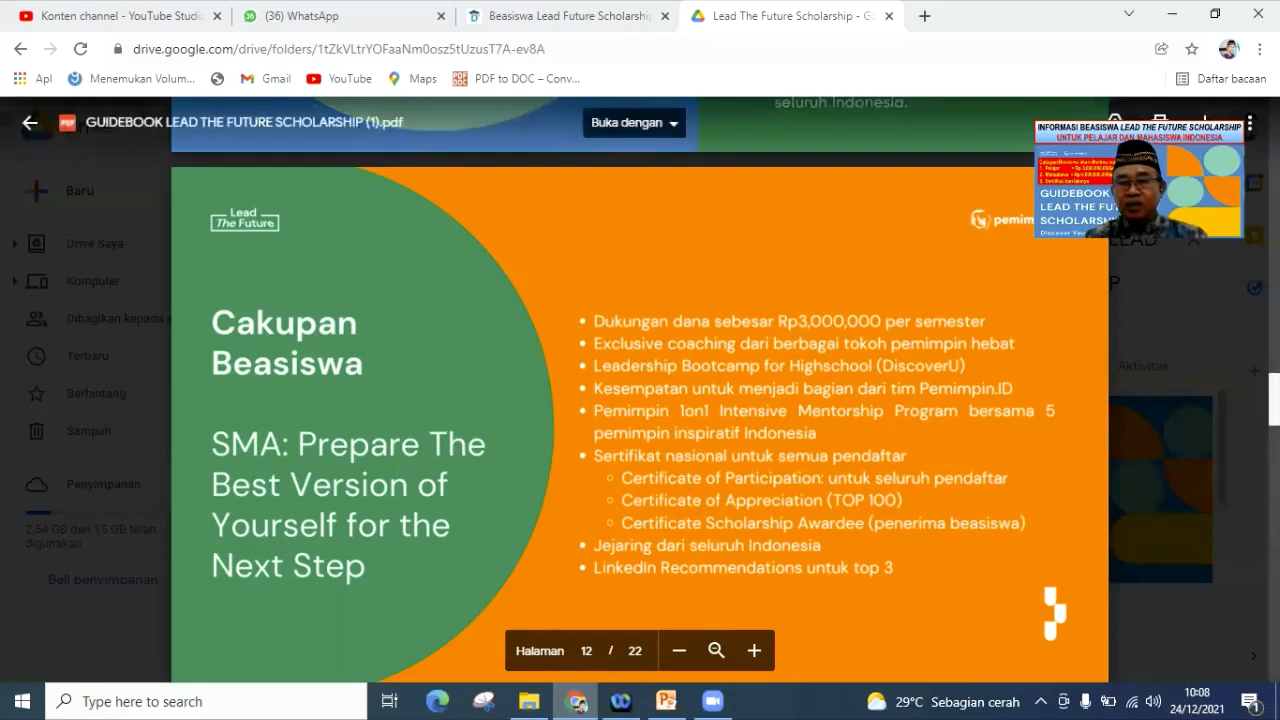 Konten - YouTube Studi
(36) WhatsApp
Beasiswa Lead Future Scholarship
Lead The Future Scholarship - G
drive.google.com/drive/folders/1tZkVLtrYOFaaNm0osz5tUzusT7A-ev8A
Apl
Menemukan Volum...
Gmail
YouTube
Maps
PDF to DOC – Conv...
Daftar bacaan
seluruh Indonesia.
GUIDEBOOK LEAD THE FUTURE SCHOLARSHIP (1).pdf
Buka dengan
INFORMASI BEASISWA LEAD THE FUTURE SCHOLARSHIP
UNTUK PELAJAR DAN MAHASISWA INDONESIA
GUIDEBOOK
LEAD THE FU
SCHOLARSH
Discover You
Baru
Drive Saya
Komputer
Dibagikan kepada
Terbaru
Berbintang
Sampah
Penyimpanan
2,54 GB dari 15 GB telah
digunakan
Beli penyimpanan
Aktivitas
Lead
The Future
pemim
Cakupan
Beasiswa
SMA: Prepare The
Best Version of
Yourself for the
Next Step
• Dukungan dana sebesar Rp3,000,000 per semester
• Exclusive coaching dari berbagai tokoh pemimpin hebat
• Leadership Bootcamp for Highschool (DiscoverU)
• Kesempatan untuk menjadi bagian dari tim Pemimpin.ID
• Pemimpin 1on1 Intensive Mentorship Program bersama 5
pemimpin inspiratif Indonesia
• Sertifikat nasional untuk semua pendaftar
○ Certificate of Participation: untuk seluruh pendaftar
○ Certificate of Appreciation (TOP 100)
○ Certificate Scholarship Awardee (penerima beasiswa)
• Jejaring dari seluruh Indonesia
• LinkedIn Recommendations untuk top 3
Halaman 12 / 22
Type here to search
29°C Sebagian cerah
10:08
24/12/2021